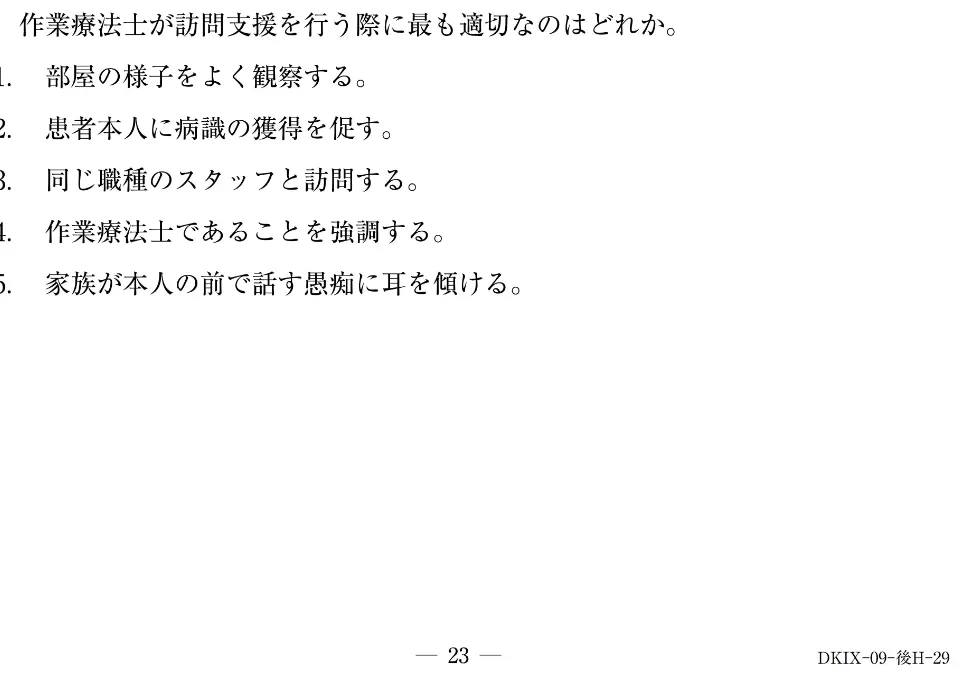 作業療法士が訪問支援を行う際に最も適切なのはどれか。
1. 部屋の様子をよく観察する。
2. 患者本人に病識の獲得を促す。
3. 同じ職種のスタッフと訪問する。
4. 作業療法士であることを強調する。
5. 家族が本人の前で話す愚痴に耳を傾ける。
— 23 —
DKIX-09-後H-29